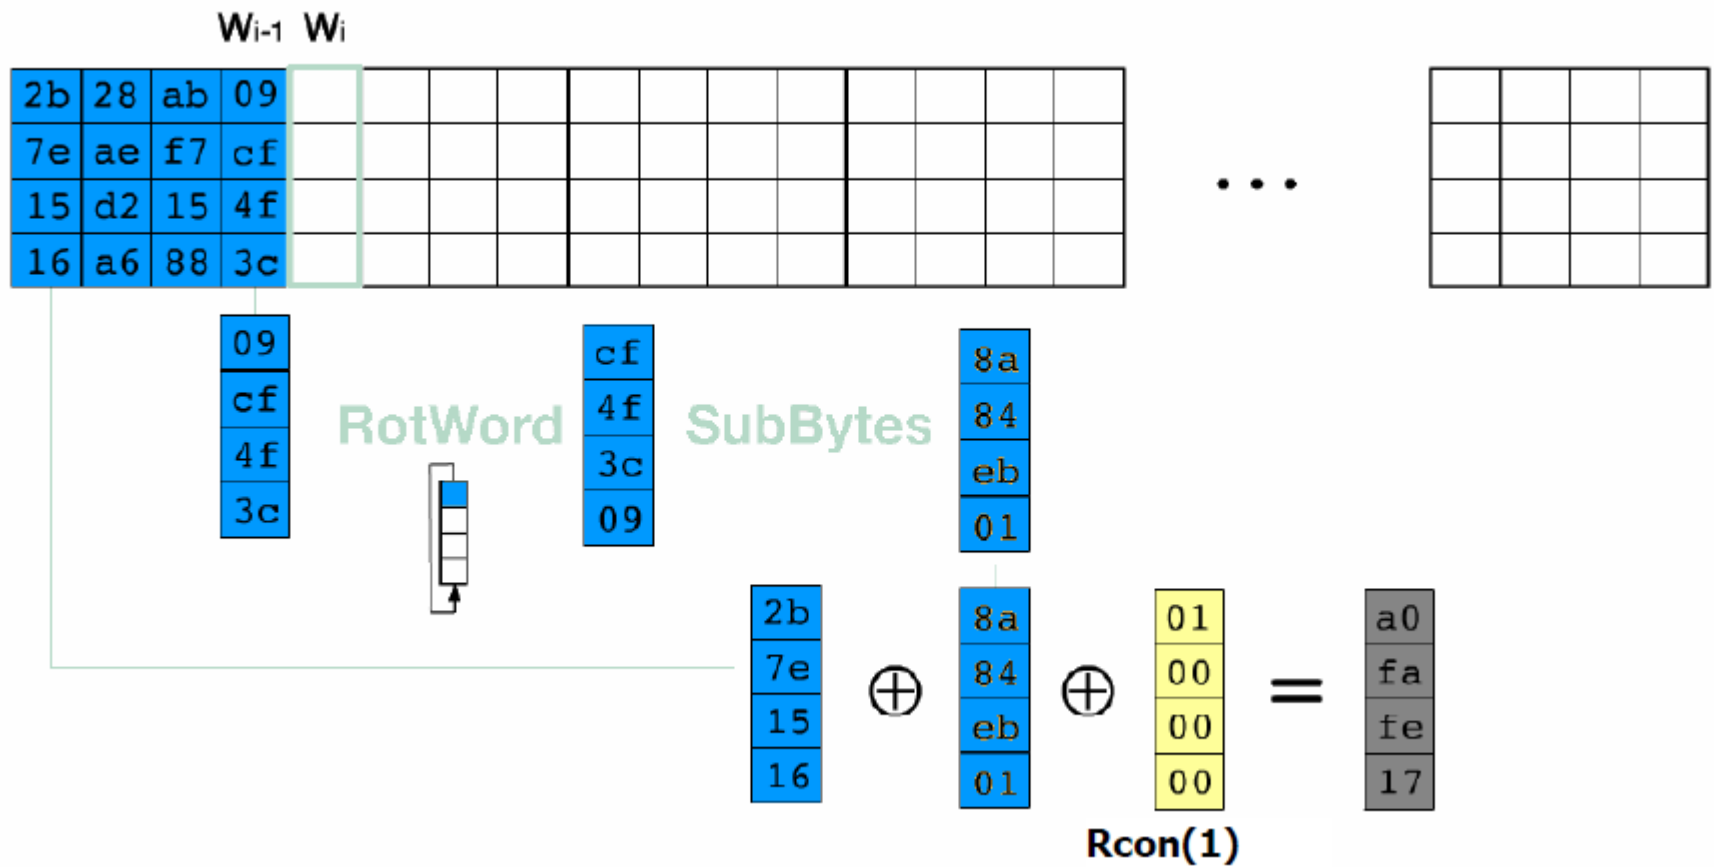 Wi-1 Wi
2b 28 ab 09
7e ae f7 cf
15 d2 15 4f
16 a6 88 3c
...
09
cf
4f
3c
RotWord
cf
4f
3c
09
SubBytes
8a
84
eb
01
2b
7e
15
16
⊕
8a
84
eb
01
⊕
01
00
00
00
=
a0
fa
fe
17
Rcon(1)